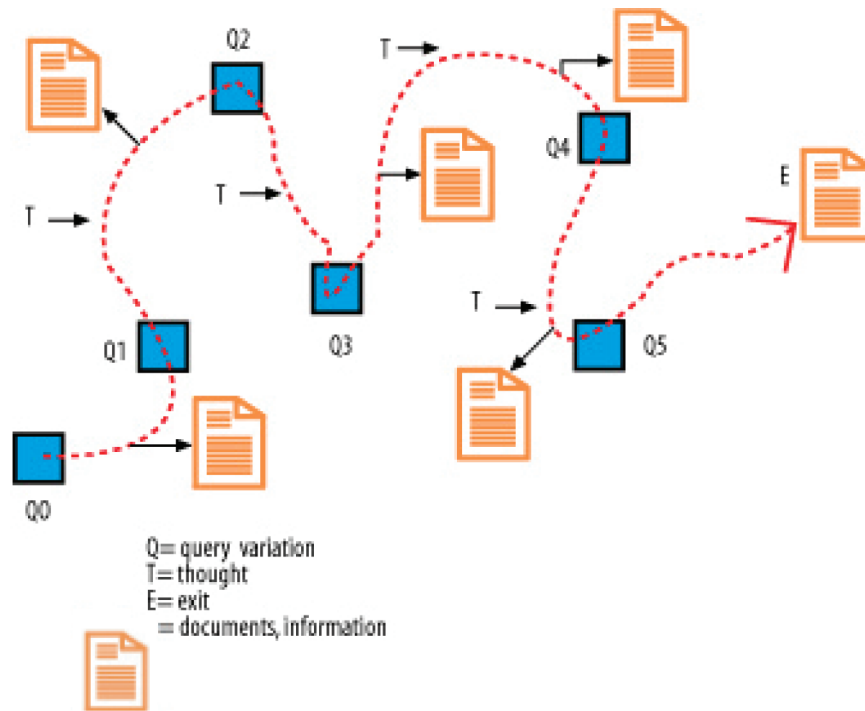 Q2
T
T
Q4
E
T
T
Q1
Q3
T
Q5
Q0
Q= query variation
T= thought
E= exit
= documents, information